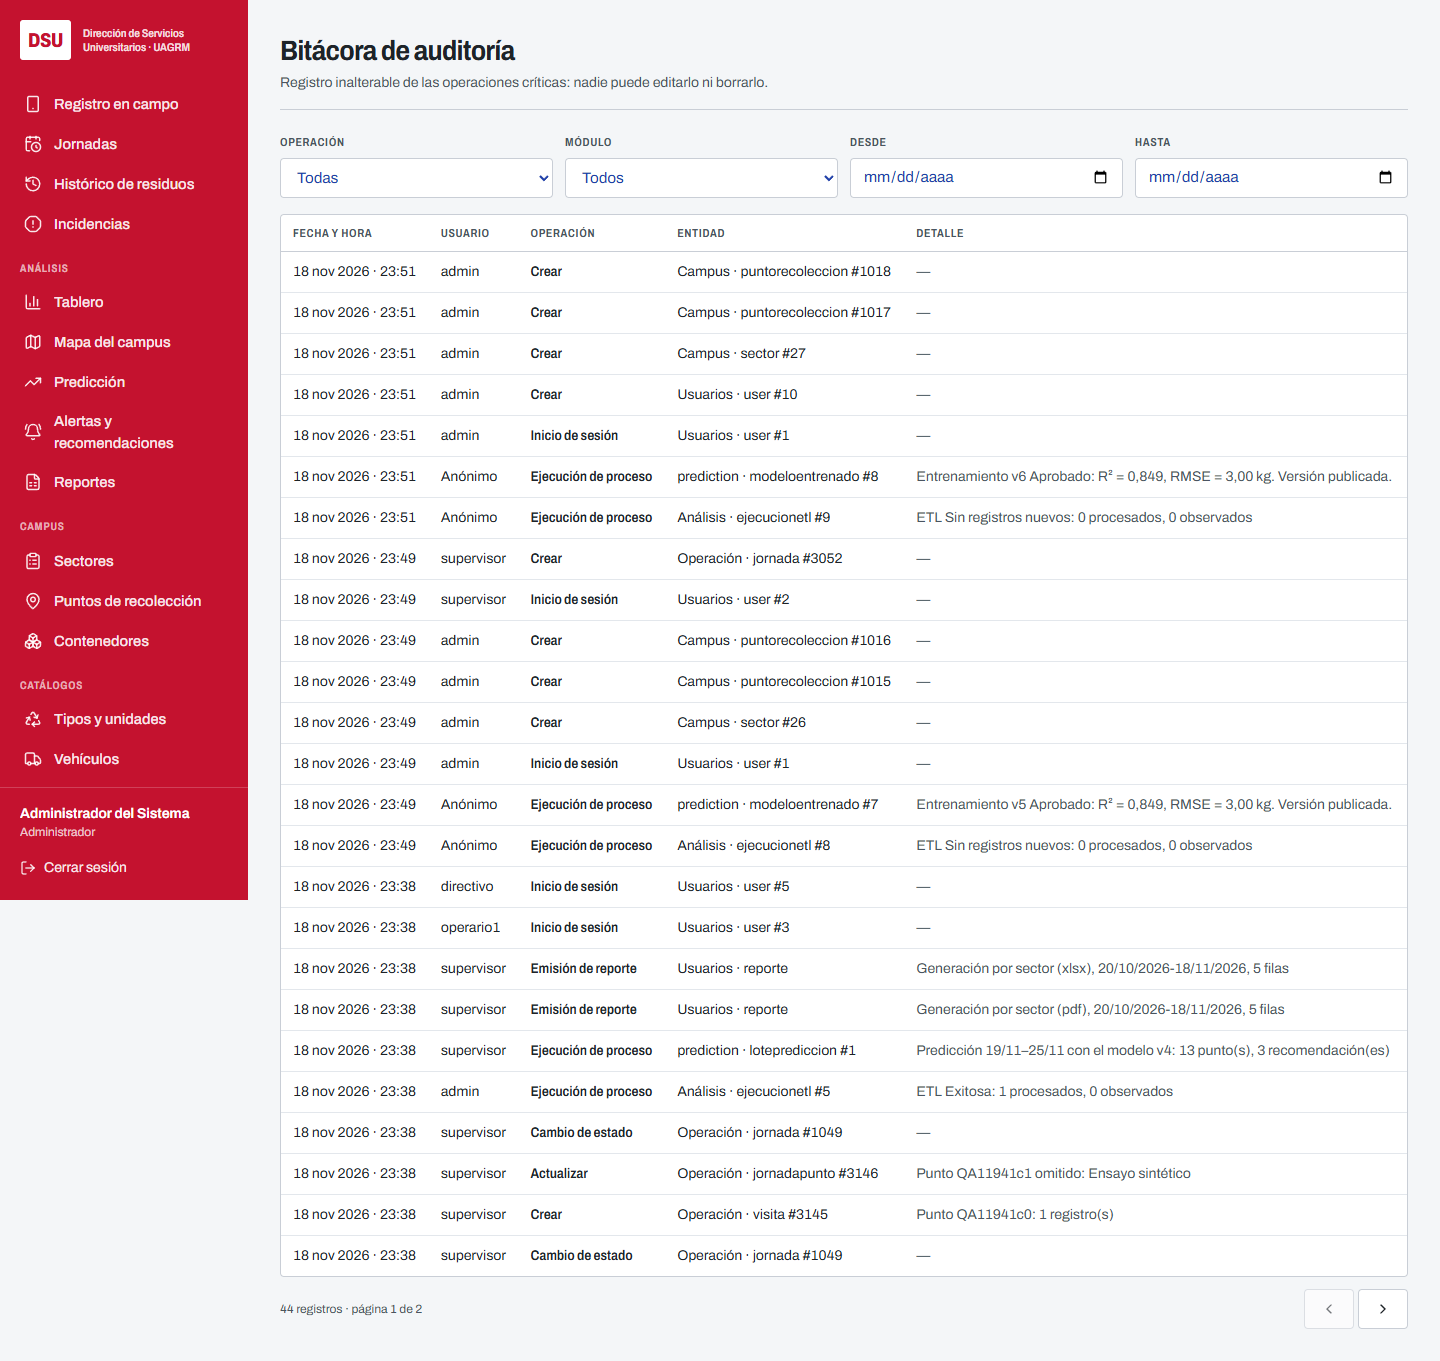 DSU
Dirección de Servicios
Universitarios · UAGRM
Registro en campo
Jornadas
Histórico de residuos
Incidencias
ANÁLISIS
Tablero
Mapa del campus
Predicción
Alertas y
recomendaciones
Reportes
CAMPUS
Sectores
Puntos de recolección
Contenedores
CATÁLOGOS
Tipos y unidades
Vehículos
Administrador del Sistema
Administrador
Cerrar sesión
Bitácora de auditoría
Registro inalterable de las operaciones críticas: nadie puede editarlo ni borrarlo.
OPERACIÓN MÓDULO DESDE HASTA
Todas Todos mm/dd/aaaa mm/dd/aaaa
FECHA Y HORA USUARIO OPERACIÓN ENTIDAD DETALLE
18 nov 2026 · 23:51 admin Crear Campus · puntorecoleccion #1018 —
18 nov 2026 · 23:51 admin Crear Campus · puntorecoleccion #1017 —
18 nov 2026 · 23:51 admin Crear Campus · sector #27 —
18 nov 2026 · 23:51 admin Crear Usuarios · user #10 —
18 nov 2026 · 23:51 admin Inicio de sesión Usuarios · user #1 —
18 nov 2026 · 23:51 Anónimo Ejecución de proceso prediction · modeloentrenado #8 Entrenamiento v6 Aprobado: R² = 0,849, RMSE = 3,00 kg. Versión publicada.
18 nov 2026 · 23:51 Anónimo Ejecución de proceso Análisis · ejecucionetl #9 ETL Sin registros nuevos: 0 procesados, 0 observados
18 nov 2026 · 23:49 supervisor Crear Operación · jornada #3052 —
18 nov 2026 · 23:49 supervisor Inicio de sesión Usuarios · user #2 —
18 nov 2026 · 23:49 admin Crear Campus · puntorecoleccion #1016 —
18 nov 2026 · 23:49 admin Crear Campus · puntorecoleccion #1015 —
18 nov 2026 · 23:49 admin Crear Campus · sector #26 —
18 nov 2026 · 23:49 admin Inicio de sesión Usuarios · user #1 —
18 nov 2026 · 23:49 Anónimo Ejecución de proceso prediction · modeloentrenado #7 Entrenamiento v5 Aprobado: R² = 0,849, RMSE = 3,00 kg. Versión publicada.
18 nov 2026 · 23:49 Anónimo Ejecución de proceso Análisis · ejecucionetl #8 ETL Sin registros nuevos: 0 procesados, 0 observados
18 nov 2026 · 23:38 directivo Inicio de sesión Usuarios · user #5 —
18 nov 2026 · 23:38 operario1 Inicio de sesión Usuarios · user #3 —
18 nov 2026 · 23:38 supervisor Emisión de reporte Usuarios · reporte Generación por sector (xlsx), 20/10/2026-18/11/2026, 5 filas
18 nov 2026 · 23:38 supervisor Emisión de reporte Usuarios · reporte Generación por sector (pdf), 20/10/2026-18/11/2026, 5 filas
18 nov 2026 · 23:38 supervisor Ejecución de proceso prediction · loteprediccion #1 Predicción 19/11–25/11 con el modelo v4: 13 punto(s), 3 recomendación(es)
18 nov 2026 · 23:38 admin Ejecución de proceso Análisis · ejecucionetl #5 ETL Exitosa: 1 procesados, 0 observados
18 nov 2026 · 23:38 supervisor Cambio de estado Operación · jornada #1049 —
18 nov 2026 · 23:38 supervisor Actualizar Operación · jornadapunto #3146 Punto QA11941c1 omitido: Ensayo sintético
18 nov 2026 · 23:38 supervisor Crear Operación · visita #3145 Punto QA11941c0: 1 registro(s)
18 nov 2026 · 23:38 supervisor Cambio de estado Operación · jornada #1049 —
44 registros · página 1 de 2